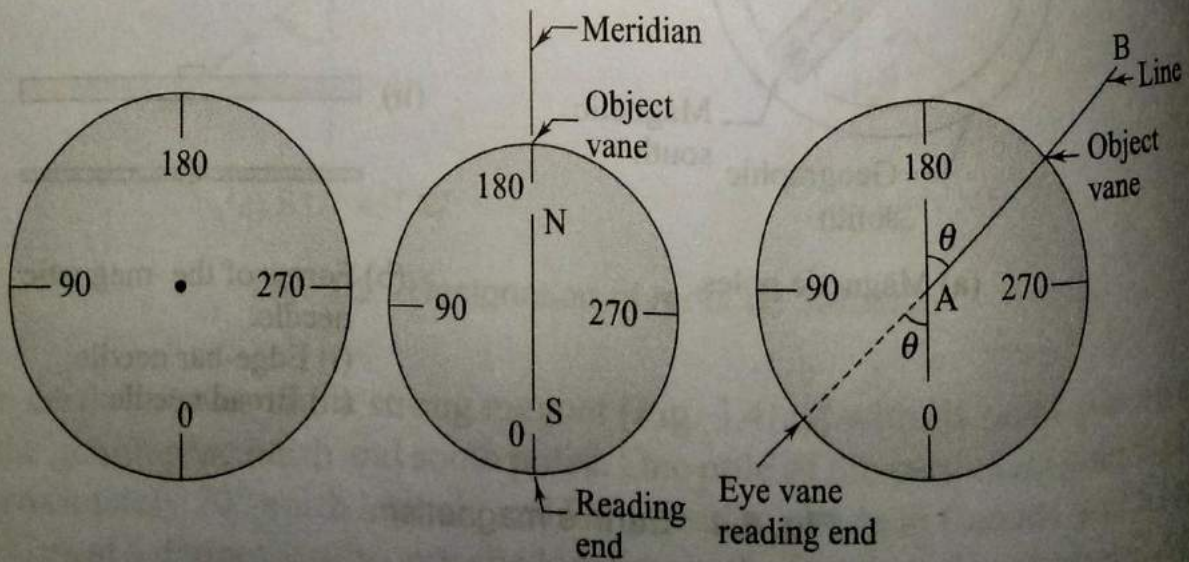 180
90
270
0
Meridian
Object
vane
180
N
90
270
S
0
Reading
end
B
Line
Object
vane
180
θ
90
A
270
θ
0
Eye vane
reading end